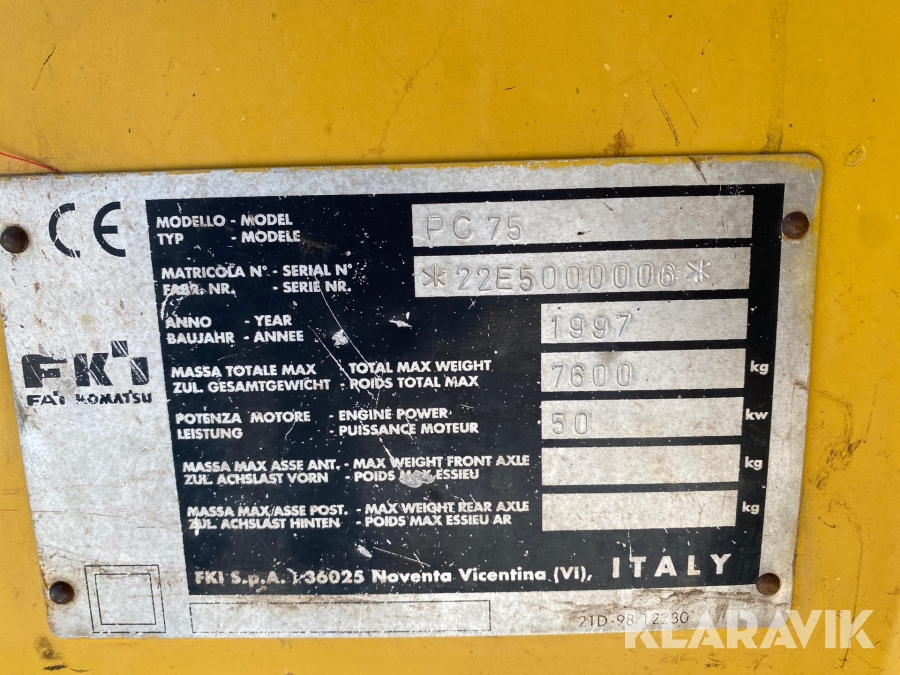 CE
MODELLO - MODEL
TYP - MODELE
PC 75
MATRICOLA N° - SERIAL N°
FABR. NR. - SERIE NR.
*22E5000006*
ANNO - YEAR
BAUJAHR - ANNEE
1997
MASSA TOTALE MAX - TOTAL MAX WEIGHT
ZUL. GESAMTGEWICHT - POIDS TOTAL MAX
7600 kg
POTENZA MOTORE - ENGINE POWER
LEISTUNG - PUISSANCE MOTEUR
50 kw
MASSA MAX ASSE ANT. - MAX WEIGHT FRONT AXLE
ZUL. ACHSLAST VORN - POIDS MAX ESSIEU
kg
MASSA MAX ASSE POST. - MAX WEIGHT REAR AXLE
ZUL. ACHSLAST HINTEN - POIDS MAX ESSIEU AR
kg
FKI
FAI KOMATSU
FKI S.p.A. - 36025 Noventa Vicentina (VI), ITALY
21D-98-12230
KLARAVIK